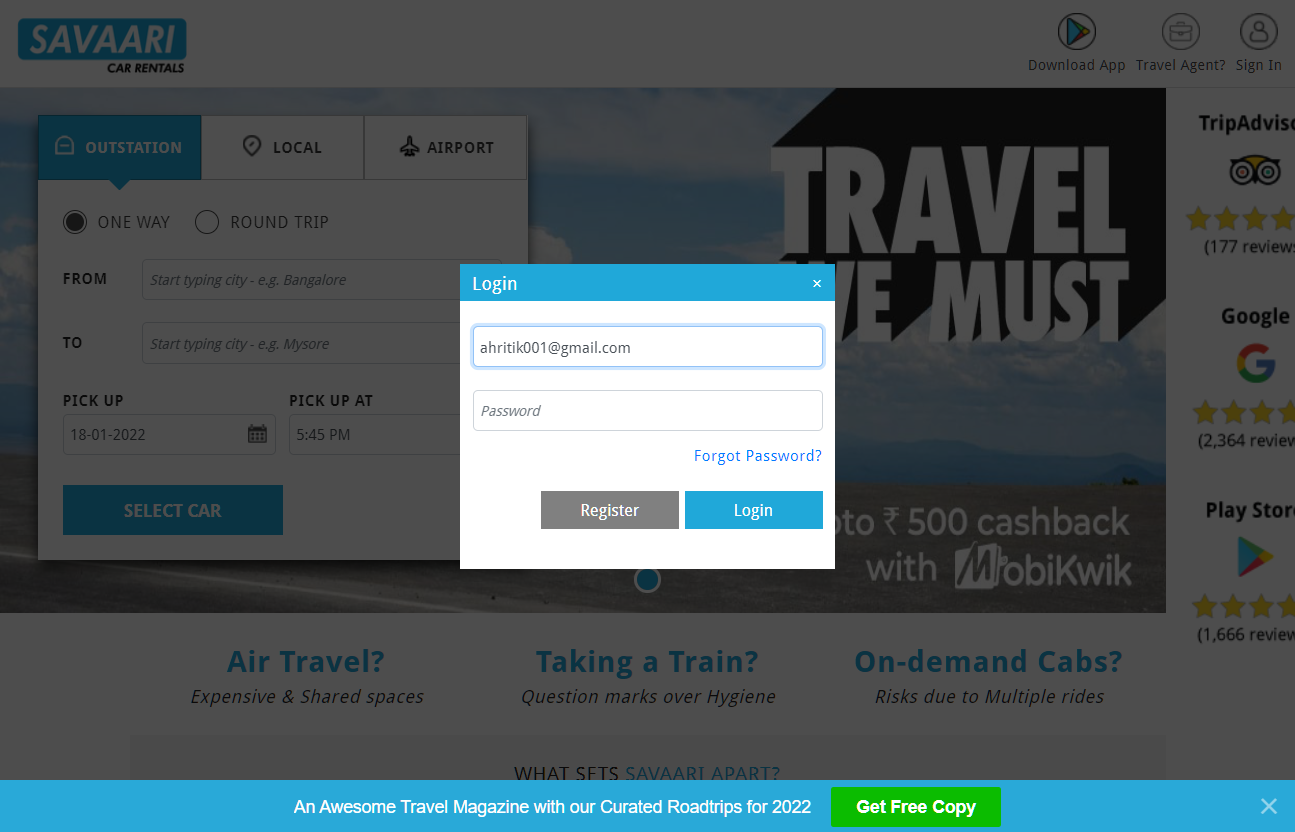 SAVAARI
CAR RENTALS
Download App
Travel Agent?
Sign In
OUTSTATION
LOCAL
AIRPORT
ONE WAY
ROUND TRIP
FROM
Start typing city - e.g. Bangalore
TO
Start typing city - e.g. Mysore
PICK UP
PICK UP AT
18-01-2022
5:45 PM
SELECT CAR
TRAVEL
WE MUST
₹ 500 cashback
with MobiKwik
Login
×
ahritik001@gmail.com
Password
Forgot Password?
Register
Login
(177 reviews
Google
G
(2,364 review
Play Store
(1,666 review
Air Travel?
Expensive & Shared spaces
Taking a Train?
Question marks over Hygiene
On-demand Cabs?
Risks due to Multiple rides
WHAT SETS SAVAARI APART?
An Awesome Travel Magazine with our Curated Roadtrips for 2022
Get Free Copy
×